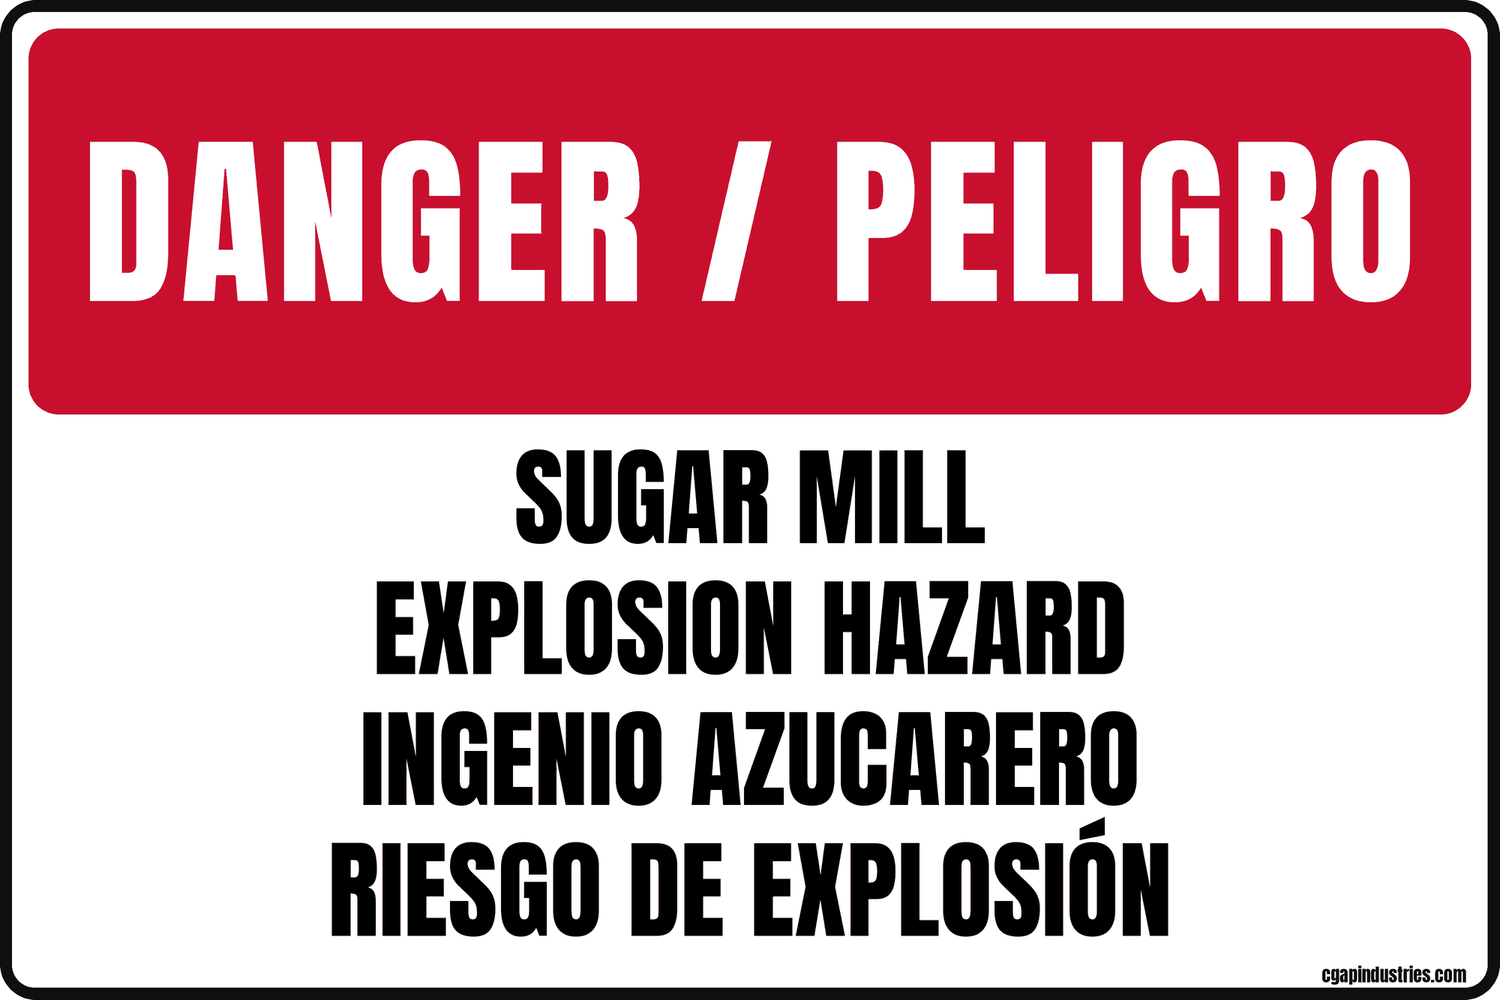 DANGER / PELIGRO
SUGAR MILL
EXPLOSION HAZARD
INGENIO AZUCARERO
RIESGO DE EXPLOSIÓN
cgapindustries.com